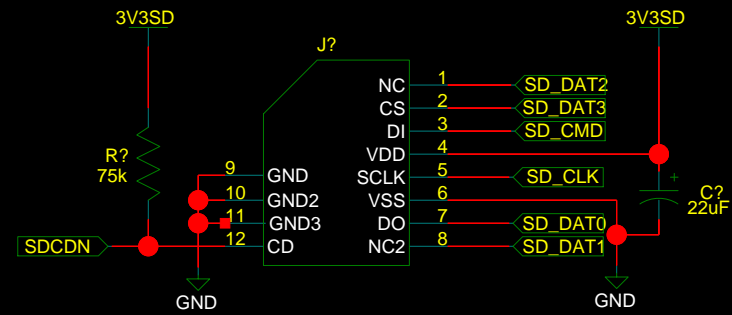 3V3SD
3V3SD
J?
NC 1 SD_DAT2
CS 2 SD_DAT3
DI 3 SD_CMD
VDD 4
R?
75k
9 GND
SCLK 5 SD_CLK
+
10 GND2
VSS 6
C?
22uF
11 GND3
DO 7 SD_DAT0
SDCDN
12 CD
NC2 8 SD_DAT1
GND
GND